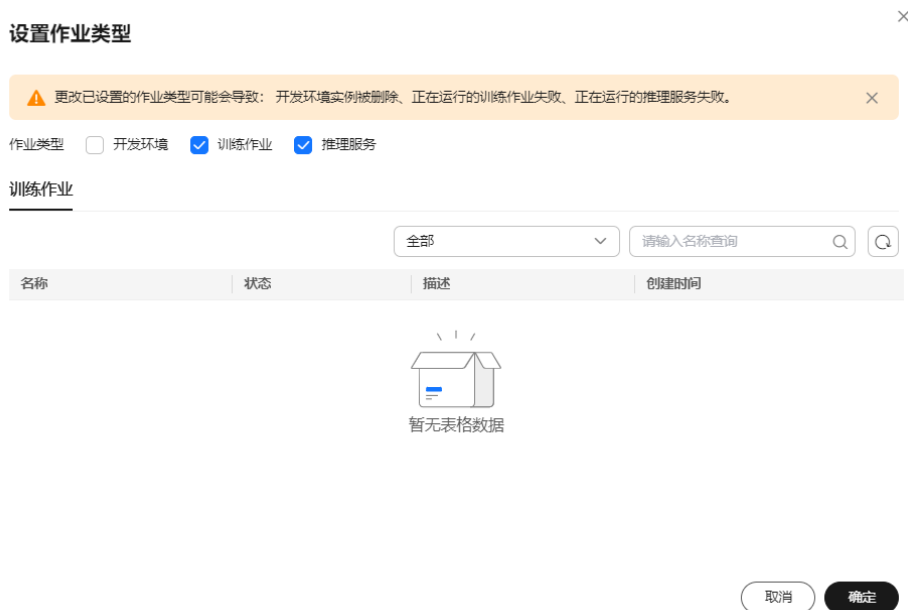 设置作业类型
更改已设置的作业类型可能会导致： 开发环境实例被删除、正在运行的训练作业失败、正在运行的推理服务失败。
作业类型 开发环境 训练作业 推理服务
训练作业
全部 请输入名称查询
名称 状态 描述 创建时间
暂无表格数据
取消 确定